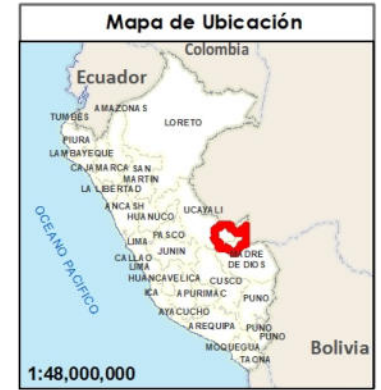 Mapa de Ubicación
Colombia
Ecuador
AMAZONAS
TUMBES
LORETO
PIURA
LAMBAYEQUE
CAJAMARCA SAN
MARTIN
LA LIBERTAD
ANCASH
HUANUCO
UCAYALI
PASCO
LIMA
JUNIN
MADRE
DE DIOS
CALLAO
LIMA
HUANCAVELICA
CUSCO
ICA
APURIMAC
PUNO
AYACUCHO
AREQUIPA
PUNO
PUNO
MOQUEGUA
TACNA
OCEANO PACIFICO
Bolivia
1:48,000,000